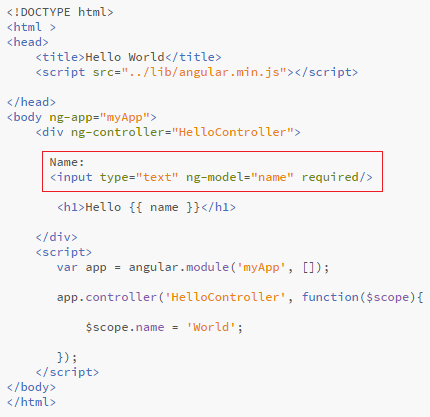 <!DOCTYPE html>
<html >
<head>
<title>Hello World</title>
<script src="../lib/angular.min.js"></script>
</head>
<body ng-app="myApp">
<div ng-controller="HelloController">
Name:
<input type="text" ng-model="name" required/>
<h1>Hello {{ name }}</h1>
</div>
<script>
var app = angular.module('myApp', []);
app.controller('HelloController', function($scope){
$scope.name = 'World';
});
</script>
</body>
</html>